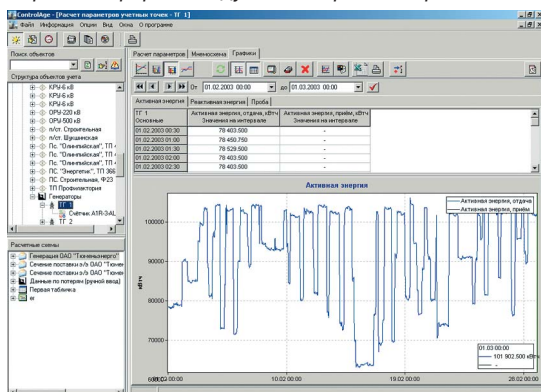 ControlAge - [Расчет параметров учетных точек - ТГ 1]
Файл Информация Опции Вид Окна О программе
Поиск объектов
Структура объектов учета
КРУ-6 кВ
КРУ-6 кВ
КРУ-6 кВ
ОРУ-220 кВ
ОРУ-500 кВ
п/ст. Строительная
п/ст. Шушинская
Пс. "Олимпийская", ТП
Пс. "Олимпийская", ТП
Пс. "Олимпийская", ТП
ПС. "Энергетик", ТП 366
ПС. Строительная, Ф23
ТП Профилактория
Генераторы
ТГ 1
Счётчик A1R-3-AL
ТГ 2
Расчетные схемы
Генерация ОАО "Тюменьэнерго"
Сечение поставки э/э ОАО "Тюмен
Сечение поставки э/э ОАО "Тюмен
Данные по потерям (ручной ввод)
Первая табличка
Расчет параметров Мнемосхема Графики
От 01.02.2003 00:00 до 01.03.2003 00:00
Активная энергия Реактивная энергия Проба
ТГ 1 Основные
Активная энергия, отдача, кВтч Значения на интервале
Активная энергия, приём, кВтч Значения на интервале
01.02.2003 00:30 78 403.500 -
01.02.2003 01:00 78 450.750 -
01.02.2003 01:30 78 529.500 -
01.02.2003 02:00 78 403.500 -
01.02.2003 02:30 78 403.500 -
Активная энергия
Активная энергия, отдача
Активная энергия, приём
кВтч
100000
90000
80000
70000
01.03 00:00
101 902.500 кВтч
-
10.02 00:00 19.02 00:00 28.02 00:00